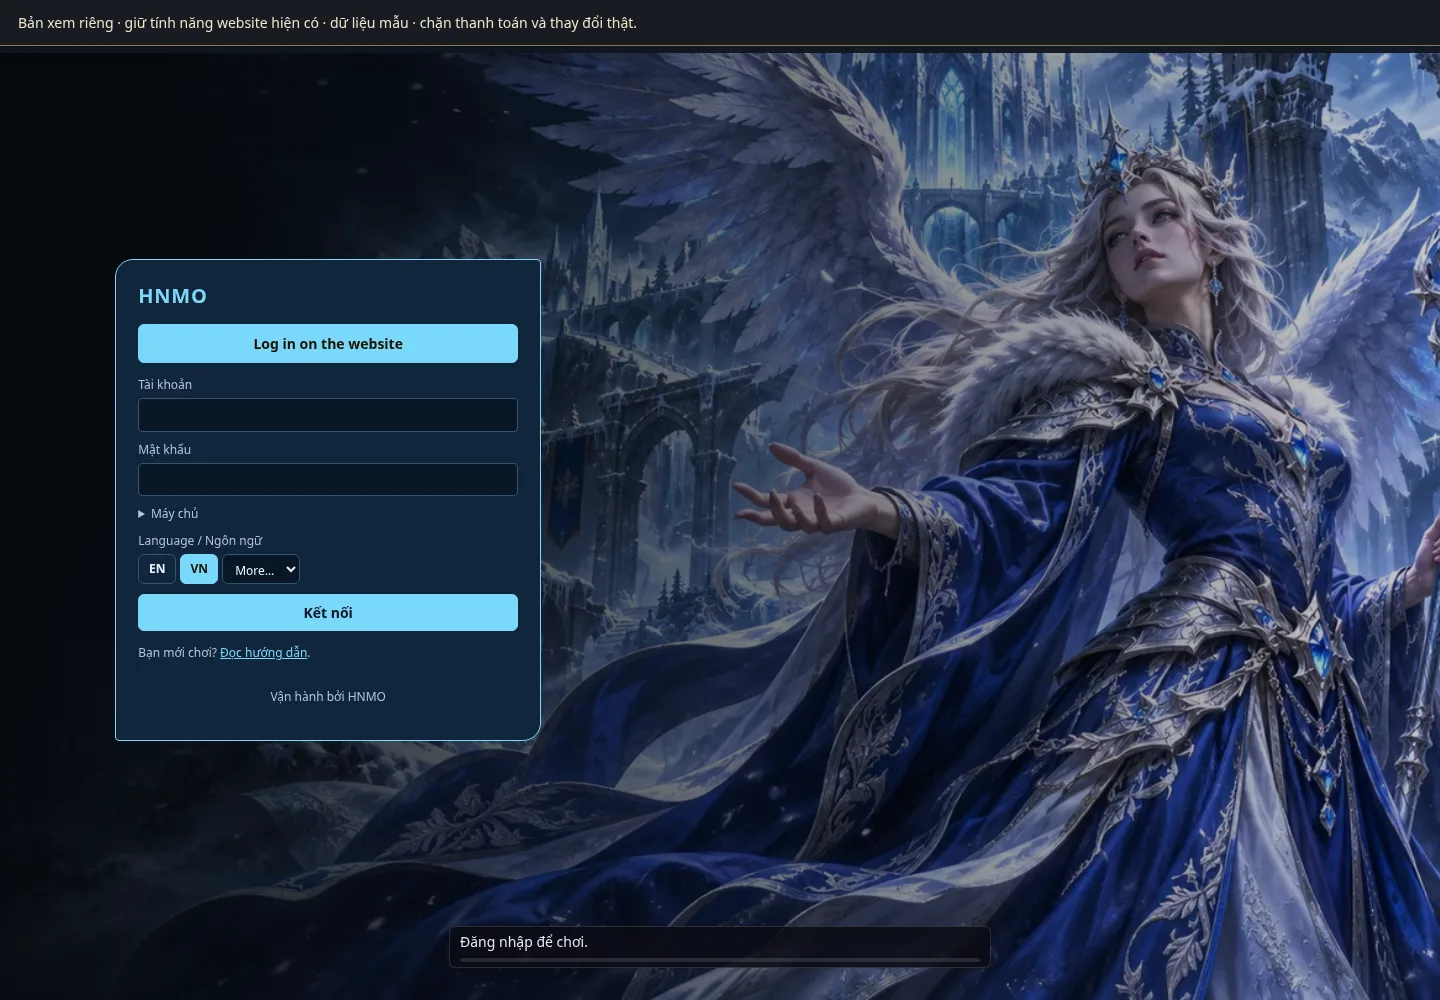 Bản xem riêng · giữ tính năng website hiện có · dữ liệu mẫu · chặn thanh toán và thay đổi thật.
HNMO
Log in on the website
Tài khoản
Mật khẩu
Máy chủ
Language / Ngôn ngữ
EN VN More...
Kết nối
Bạn mới chơi? Đọc hướng dẫn.
Vận hành bởi HNMO
Đăng nhập để chơi.